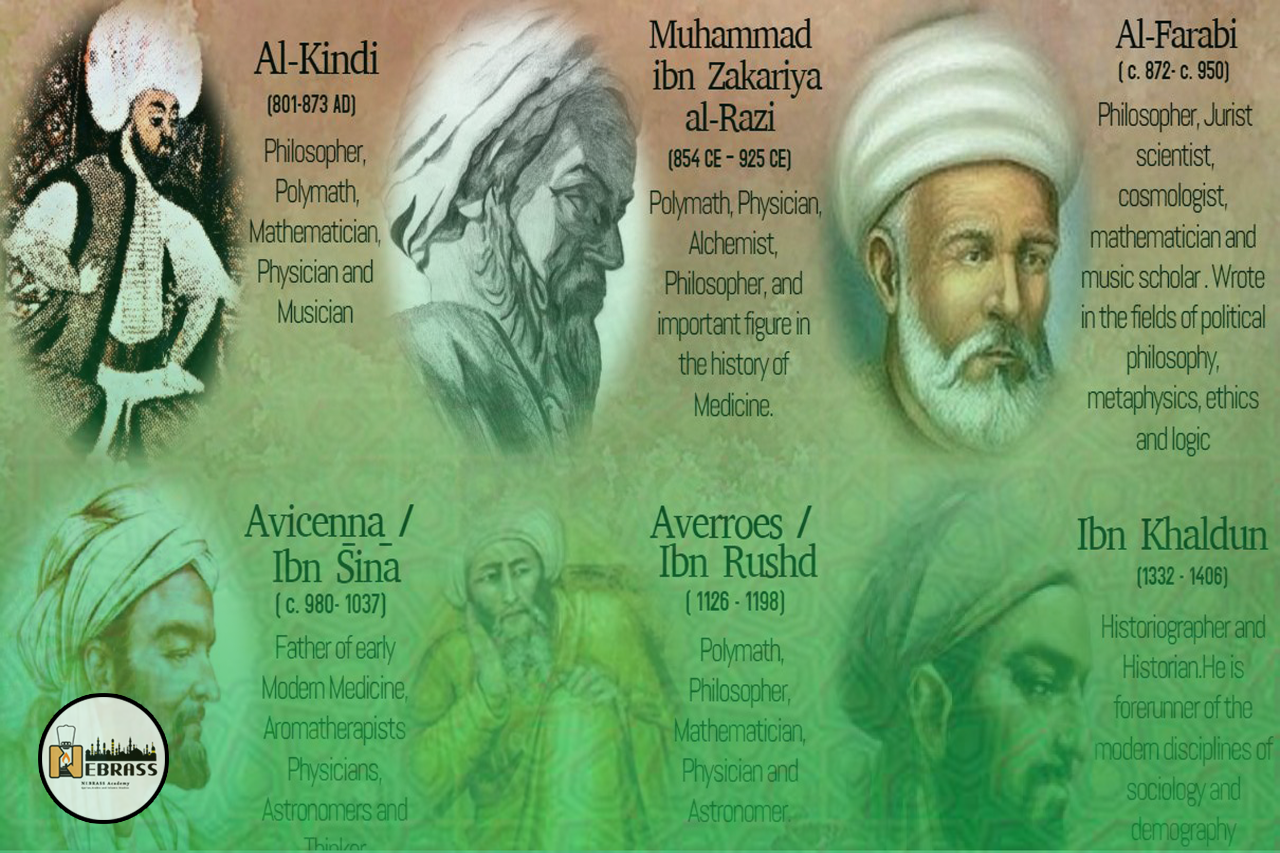 Al-Kindi
(801-873 AD)
Philosopher,
Polymath,
Mathematician,
Physician and
Musician
Muhammad
ibn Zakariya
al-Razi
(854 CE – 925 CE)
Polymath, Physician,
Alchemist,
Philosopher, and
important figure in
the history of
Medicine.
Al-Farabi
( c. 872- c. 950)
Philosopher, Jurist
scientist,
cosmologist,
mathematician and
music scholar . Wrote
in the fields of political
philosophy,
metaphysics, ethics
and logic
Avicenna /
Ibn Sīnā
( c. 980- 1037)
Father of early
Modern Medicine,
Aromatherapists
Physicians,
Astronomers and
Thinker
Averroes /
Ibn Rushd
( 1126 - 1198)
Polymath,
Philosopher,
Mathematician,
Physician and
Astronomer.
Ibn Khaldun
(1332 - 1406)
Historiographer and
Historian.He is
forerunner of the
modern disciplines of
sociology and
demography
NEBRASS
NEBRASS Academy